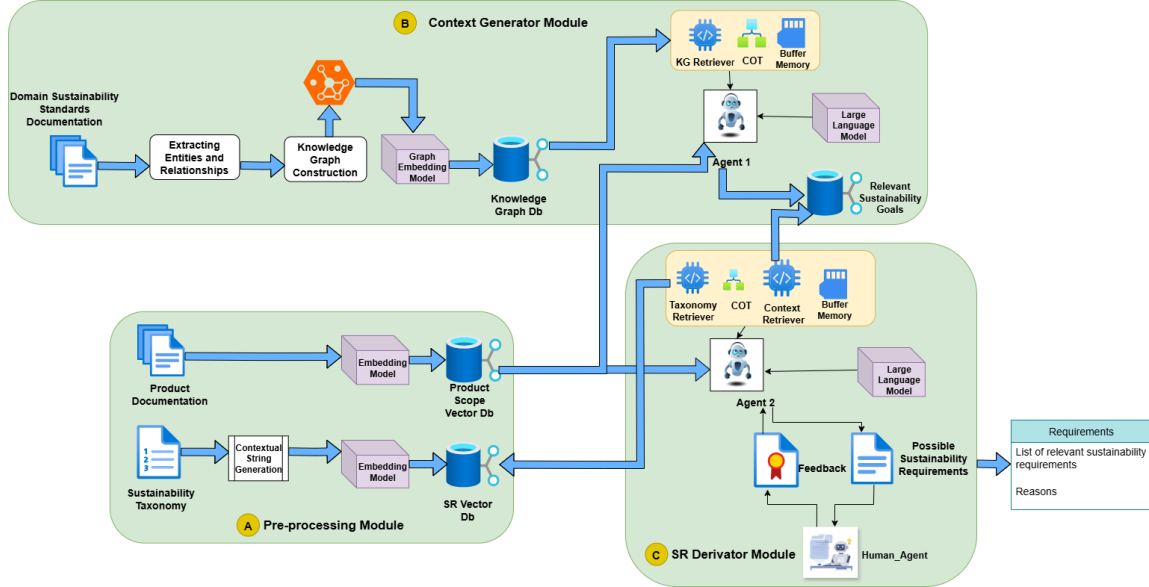 B
Context Generator Module
Domain Sustainability
Standards
Documentation
Extracting
Entities and
Relationships
Knowledge
Graph
Construction
Graph
Embedding
Model
Knowledge
Graph Db
KG Retriever
COT
Buffer
Memory
Agent 1
Large
Language
Model
Relevant
Sustainability
Goals
Taxonomy
Retriever
COT
Context
Retriever
Buffer
Memory
Agent 2
Large
Language
Model
Product
Documentation
Embedding
Model
Product
Scope
Vector Db
1
2
3
Sustainability
Taxonomy
Contextual
String
Generation
Embedding
Model
SR Vector
Db
A
Pre-processing Module
Feedback
Possible
Sustainability
Requirements
Human_Agent
C
SR Derivator Module
Requirements
List of relevant sustainability
requirements
Reasons